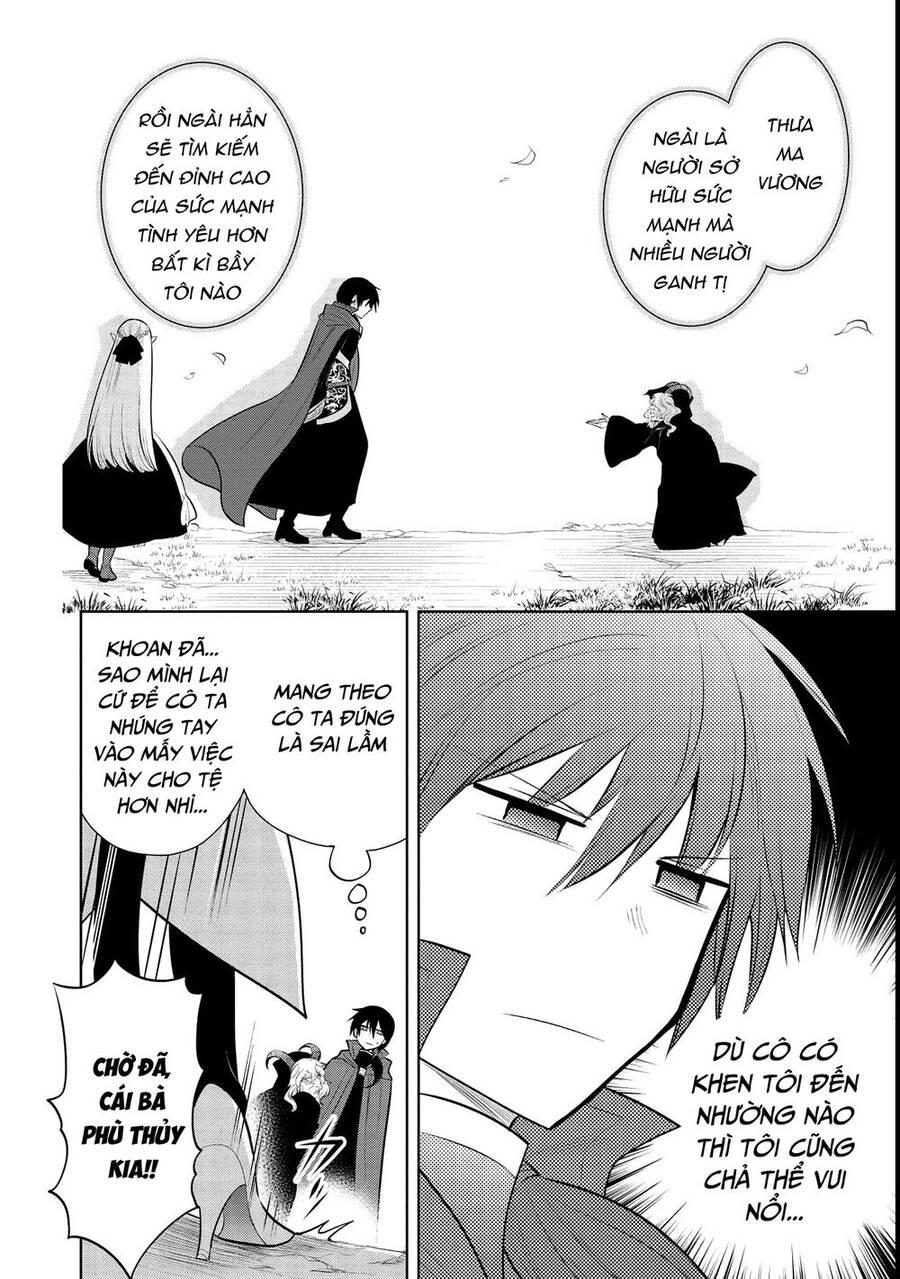 THƯA
MA
VƯƠNG
NGÀI LÀ
NGƯỜI SỞ
HỮU SỨC
MẠNH MÀ
NHIỀU NGƯỜI
GANH TỊ
RỒI NGÀI HẲN
SẼ TÌM KIẾM
ĐẾN ĐỈNH CAO
CỦA SỨC MẠNH
TÌNH YÊU HƠN
BẤT KÌ BẦY
TÔI NÀO
DÙ CÔ CÓ
KHEN TÔI ĐẾN
NHƯỜNG NÀO
THÌ TÔI CŨNG
CHẢ THỂ VUI
NỔI...
MANG THEO
CÔ TA ĐÚNG
LÀ SAI LẦM
KHOAN ĐÃ...
SAO MÌNH LẠI
CỨ ĐỂ CÔ TA
NHÚNG TAY
VÀO MẤY VIỆC
NÀY CHO TỆ
HƠN NHỈ...
CHỜ ĐÃ,
CÁI BÀ
PHÙ THỦY
KIA!!